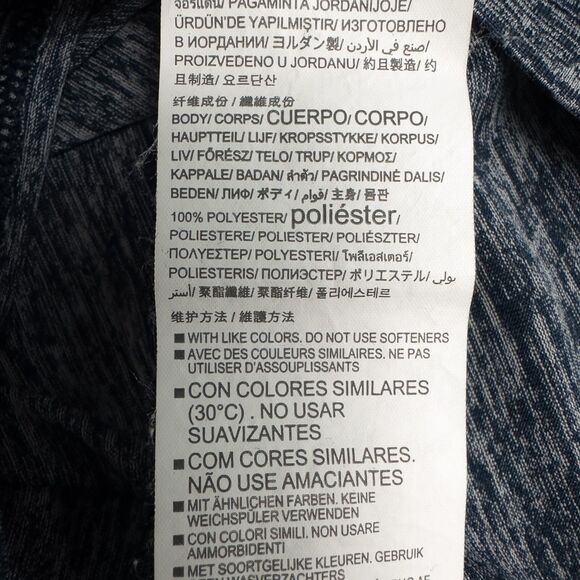 PAGAMINTA JORDANIJOJE/
ÜRDÜN'DE YAPILMIŞTIR/ ИЗГОТОВЛЕНО
В ИОРДАНИИ/ ヨルダン製/ صنع في الأردن/
PROIZVEDENO U JORDANU/ 约旦製造/ 约
旦制造/ 요르단산
纤维成份 / 纖維成份
BODY/ CORPS/ CUERPO/ CORPO/
HAUPTTEIL/ LIJF/ KROPSSTYKKE/ KORPUS/
LIV/ FŐRÉSZ/ TELO/ TRUP/ ΚΟΡΜΟΣ/
KAPPALE/ BADAN/ ลำตัว/ PAGRINDINĖ DALIS/
BEDEN/ ЛИФ/ ボディ/ قوام/ 主身/ 몸판
100% POLYESTER/ poliéster/
POLIESTERE/ POLIESTER/ POLIÉSZTER/
ΠΟΛΥΕΣΤΕΡ/ POLYESTERI/ โพลีเอสเตอร์/
POLIESTERIS/ ПОЛИЭСТЕР/ ポリエステル/ بولي
أستر/ 聚酯纖維/ 聚酯纤维/ 폴리에스테르
维护方法 / 維護方法
■ WITH LIKE COLORS. DO NOT USE SOFTENERS
■ AVEC DES COULEURS SIMILAIRES. NE PAS
UTILISER D'ASSOUPLISSANTS
■ CON COLORES SIMILARES
(30°C) . NO USAR
SUAVIZANTES
■ COM CORES SIMILARES.
NÃO USE AMACIANTES
■ MIT ÄHNLICHEN FARBEN. KEINE
WEICHSPÜLER VERWENDEN
■ CON COLORI SIMILI. NON USARE
AMMORBIDENTI
■ MET SOORTGELIJKE KLEUREN. GEBRUIK
WASVERZACHTERS